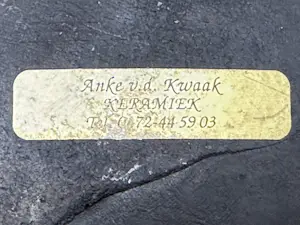 Anke v.d. Kwaak
KERAMIEK
Tel. 0 72-44 59 03